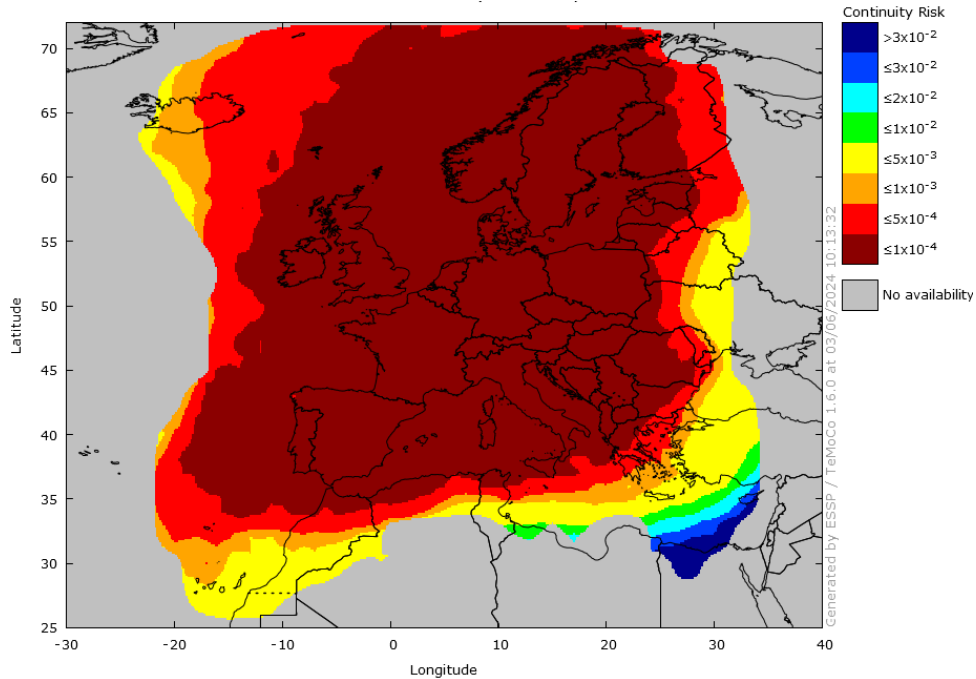 Continuity Risk
>3x10⁻²
≤3x10⁻²
≤2x10⁻²
≤1x10⁻²
≤5x10⁻³
≤1x10⁻³
≤5x10⁻⁴
≤1x10⁻⁴
No availability
Generated by ESSP / TeMoCo 1.6.0 at 03/06/2024 10:13:32
Latitude
70
65
60
55
50
45
40
35
30
25
-30
-20
-10
0
10
20
30
40
Longitude